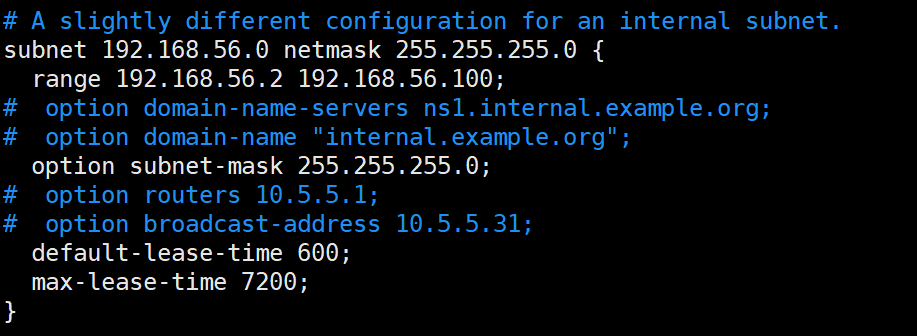 # A slightly different configuration for an internal subnet.
subnet 192.168.56.0 netmask 255.255.255.0 {
  range 192.168.56.2 192.168.56.100;
#  option domain-name-servers ns1.internal.example.org;
#  option domain-name "internal.example.org";
  option subnet-mask 255.255.255.0;
#  option routers 10.5.5.1;
#  option broadcast-address 10.5.5.31;
  default-lease-time 600;
  max-lease-time 7200;
}